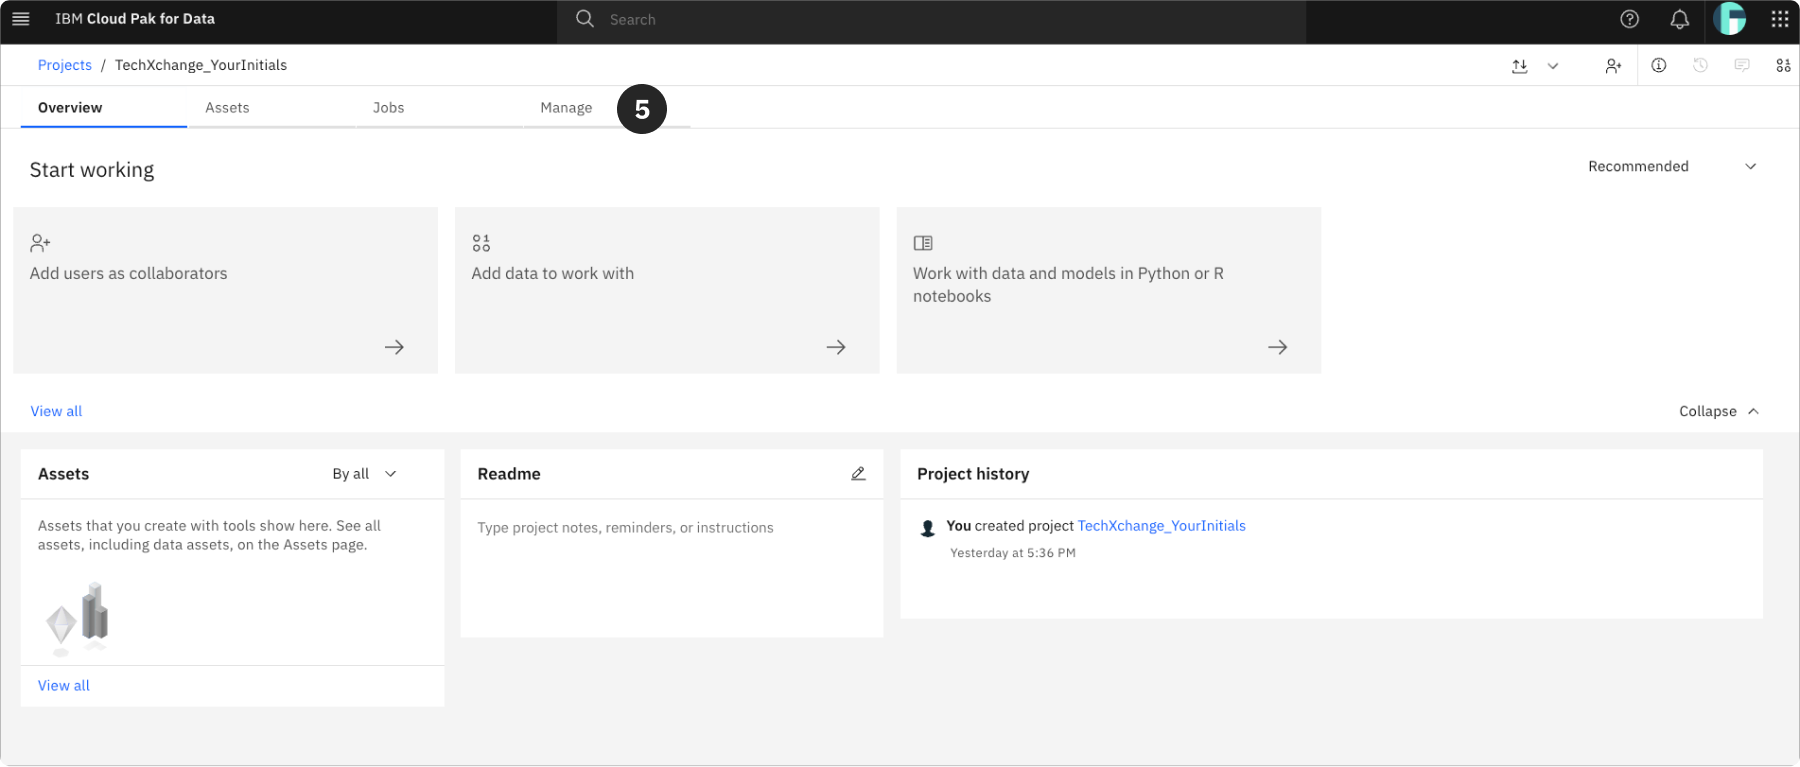 IBM Cloud Pak for Data
Search
Projects / TechXchange_YourInitials
Overview
Assets
Jobs
Manage
5
Start working
Recommended
Add users as collaborators
Add data to work with
Work with data and models in Python or R
notebooks
View all
Collapse
Assets
By all
Assets that you create with tools show here. See all
assets, including data assets, on the Assets page.
View all
Readme
Type project notes, reminders, or instructions
Project history
You created project TechXchange_YourInitials
Yesterday at 5:36 PM